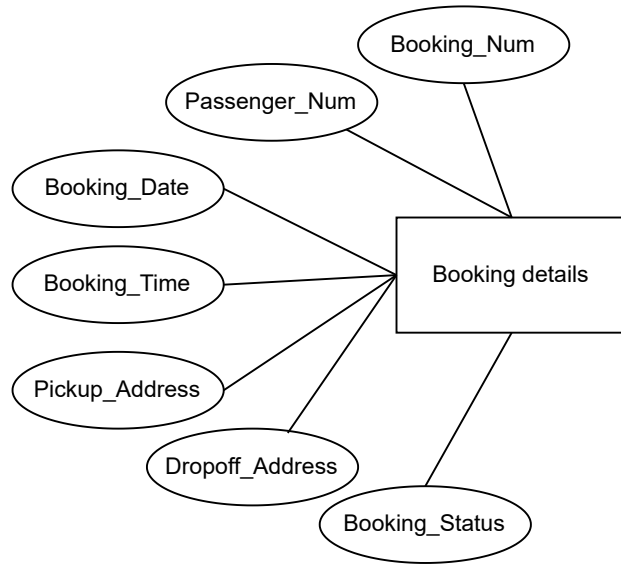 Booking_Num
Passenger_Num
Booking_Date
Booking_Time
Booking details
Pickup_Address
Dropoff_Address
Booking_Status